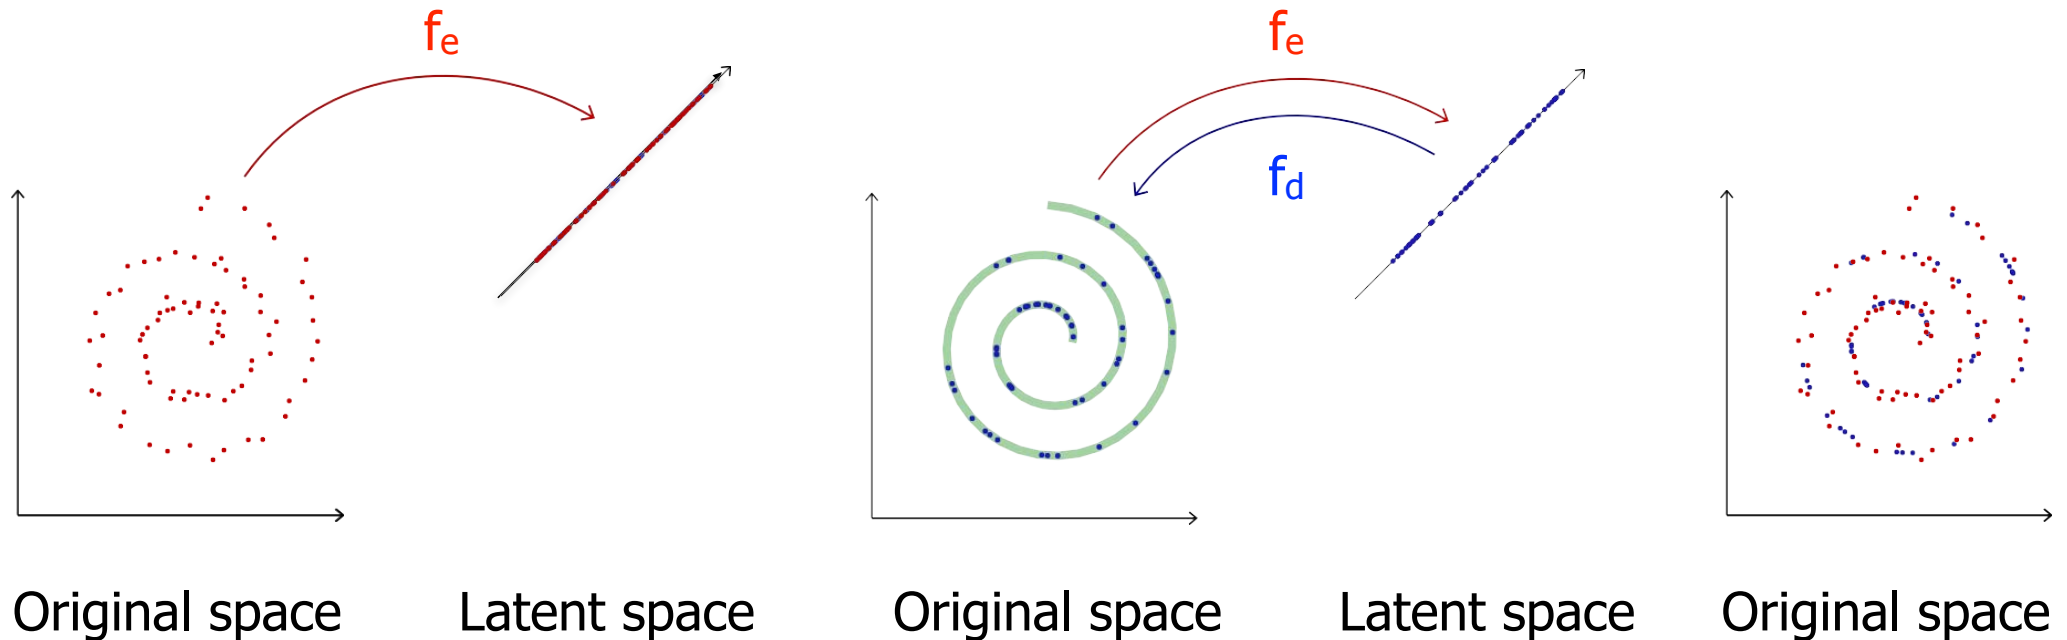 fe
fe
fd
Original space
Latent space
Original space
Latent space
Original space